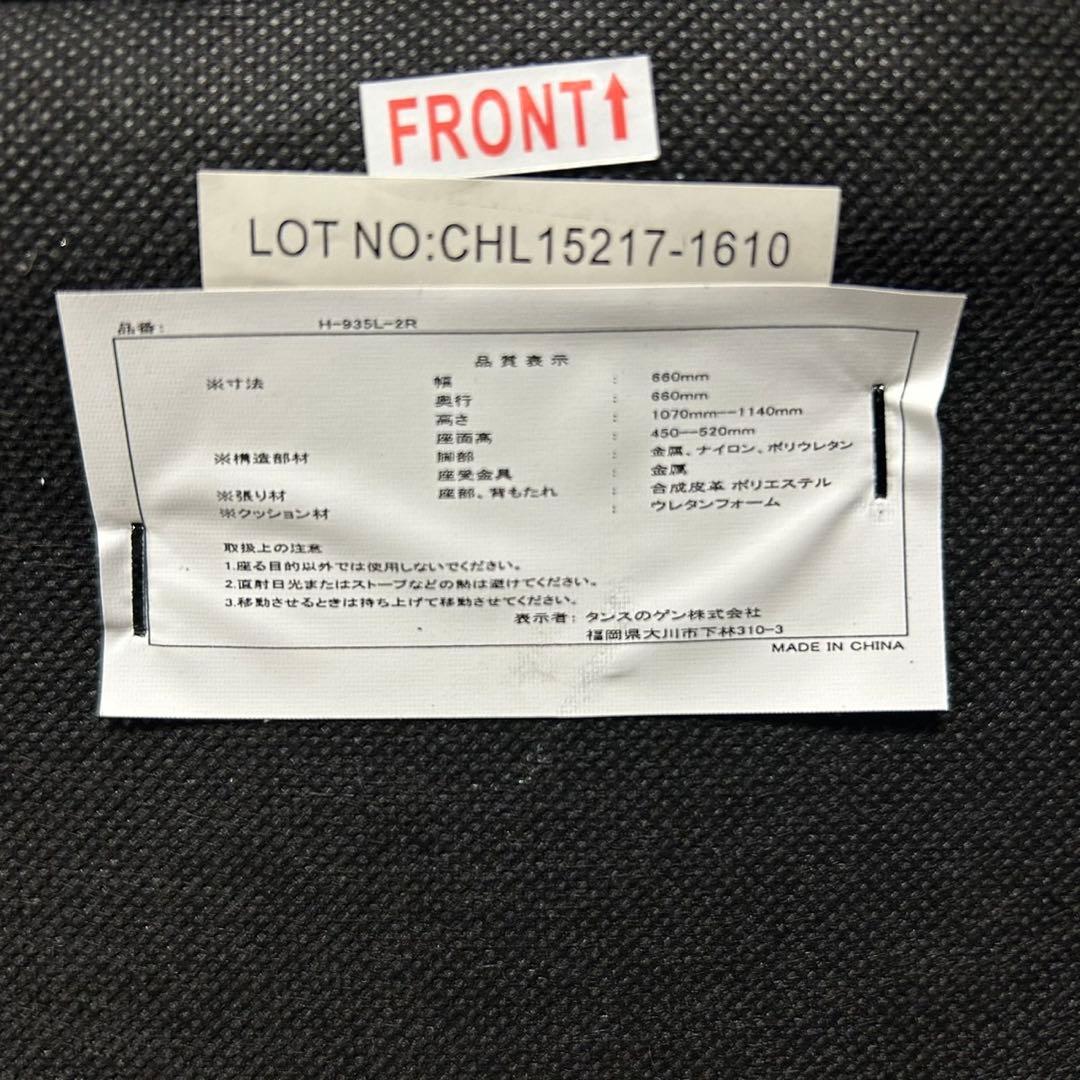 FRONT↑
LOT NO:CHL15217-1610
品番: H-935L-2R
品質表示
※寸法 幅 : 660mm
奥行 : 660mm
高さ : 1070mm--1140mm
座面高 : 450--520mm
※構造部材 脚部 : 金属、ナイロン、ポリウレタン
座受金具 : 金属
※張り材 座部、背もたれ : 合成皮革 ポリエステル
※クッション材 : ウレタンフォーム
取扱上の注意
1.座る目的以外では使用しないでください。
2.直射日光またはストーブなどの熱は避けてください。
3.移動させるときは持ち上げて移動させてください。
表示者: タンスのゲン株式会社
福岡県大川市下林310-3
MADE IN CHINA